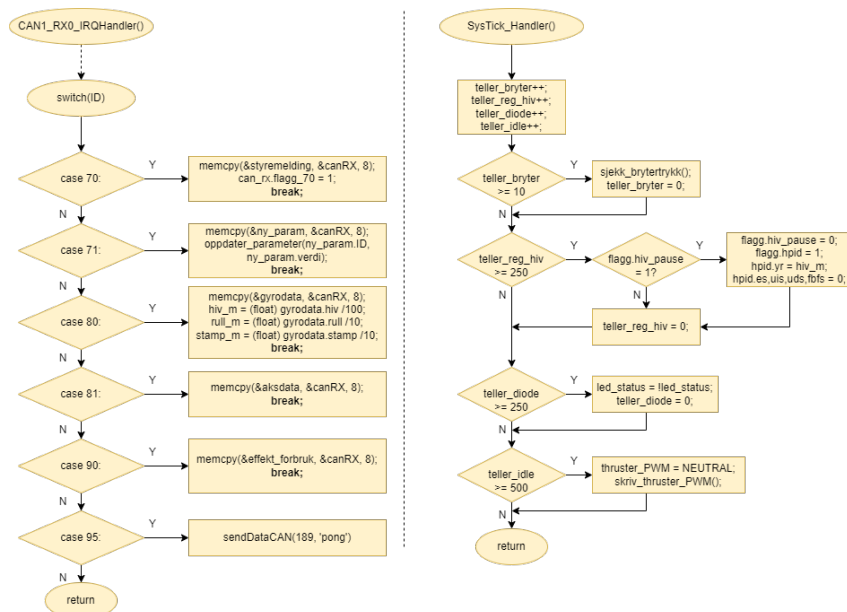 CAN1_RX0_IRQHandler()
switch(ID)
case 70:
Y
memcpy(&styremelding, &canRX, 8);
can_rx.flagg_70 = 1;
break;
N
case 71:
Y
memcpy(&ny_param, &canRX, 8);
oppdater_parameter(ny_param.ID,
ny_param.verdi);
break;
N
case 80:
Y
memcpy(&gyrodata, &canRX, 8);
hiv_m = (float) gyrodata.hiv /100;
rull_m = (float) gyrodata.rull /10;
stamp_m = (float) gyrodata.stamp /10;
break;
N
case 81:
Y
memcpy(&aksdata, &canRX, 8);
break;
N
case 90:
Y
memcpy(&effekt_forbruk, &canRX, 8);
break;
N
case 95:
Y
sendDataCAN(189, 'pong')
N
return
SysTick_Handler()
teller_bryter++;
teller_reg_hiv++;
teller_diode++;
teller_idle++;
teller_bryter
>= 10
Y
sjekk_brytertrykk();
teller_bryter = 0;
N
teller_reg_hiv
>= 250
Y
flagg.hiv_pause
= 1?
Y
flagg.hiv_pause = 0;
flagg.hpid = 1;
hpid.yr = hiv_m;
hpid.es,uis,uds,fbfs = 0;
N
teller_reg_hiv = 0;
N
teller_diode
>= 250
Y
led_status = !led_status;
teller_diode = 0;
N
teller_idle
>= 500
Y
thruster_PWM = NEUTRAL;
skriv_thruster_PWM();
N
return